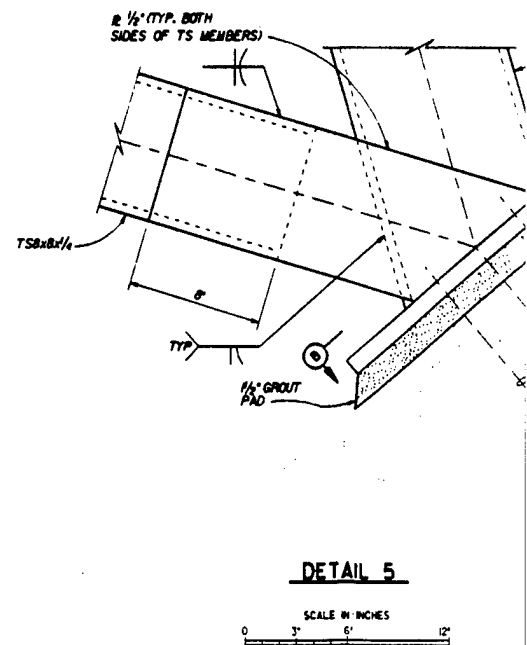 PL 1/2" (TYP. BOTH
SIDES OF TS MEMBERS)
TS8x8x1/4
8"
TYP
B
1 1/2" GROUT
PAD
DETAIL 5
SCALE IN INCHES
0 3" 6" 12"